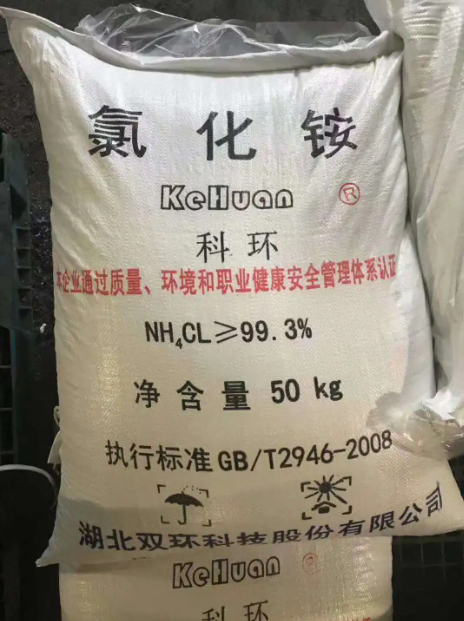 氯化铵
KeHuan ®
科环
本企业通过质量、环境和职业健康安全管理体系认证
NH₄CL≥99.3%
净含量 50 kg
执行标准 GB/T2946-2008
湖北双环科技股份有限公司
KeHuan ®
科环